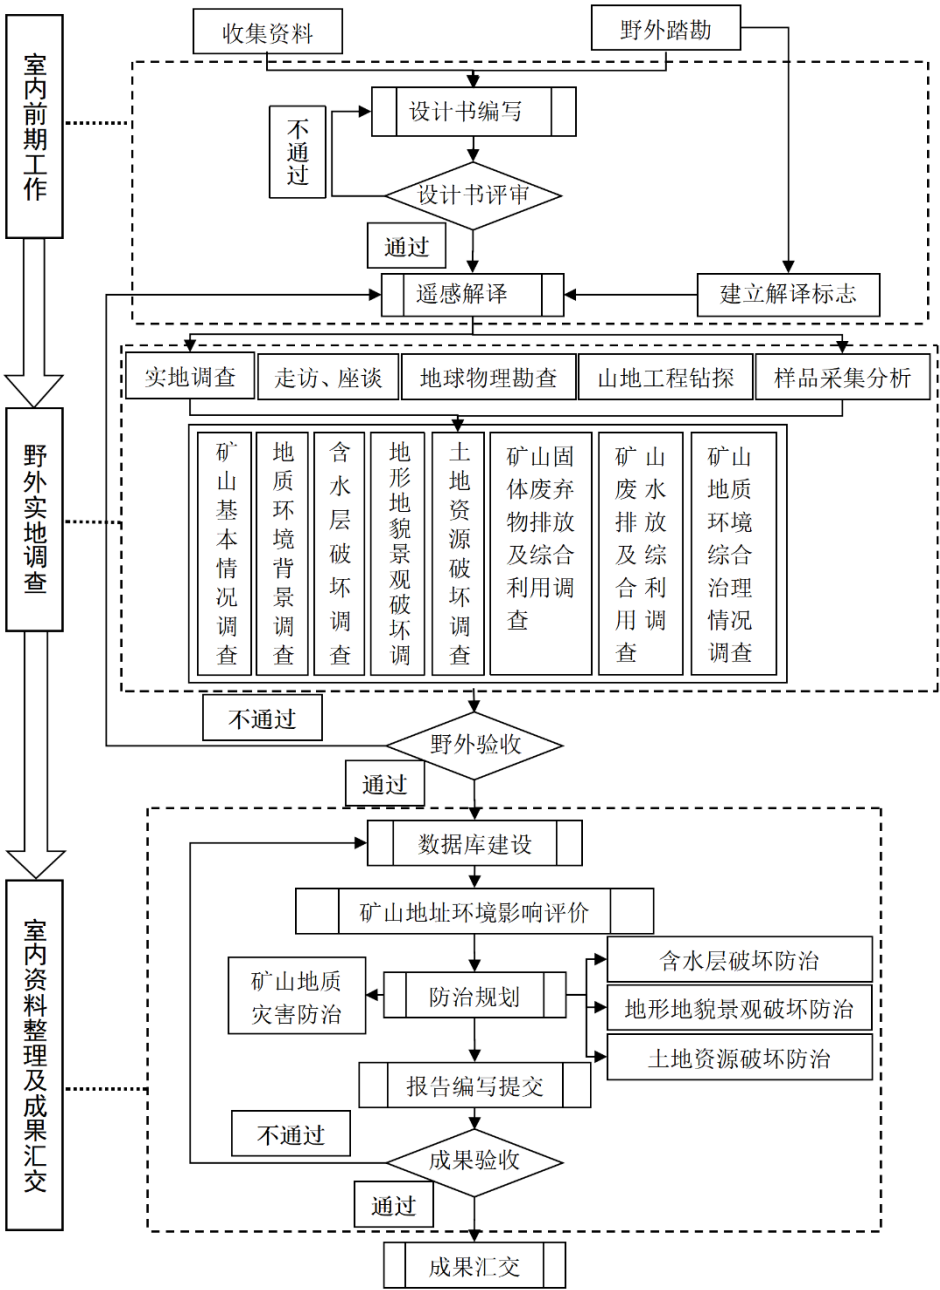 收集资料
野外踏勘
室内前期工作
设计书编写
不通过
设计书评审
通过
遥感解译
建立解译标志
实地调查
走访、座谈
地球物理勘查
山地工程钻探
样品采集分析
野外实地调查
矿山基本情况调查
地质环境背景调查
含水层破坏调查
地形地貌景观破坏调
土地资源破坏调查
矿山固
体废弃
物排放
及综合
利用调
查
矿山
废水
排放
及综
合利
用调
查
矿山
地质
环境
综合
治理
情况
调查
不通过
野外验收
通过
室内资料整理及成果汇交
数据库建设
矿山地址环境影响评价
矿山地质
灾害防治
防治规划
含水层破坏防治
地形地貌景观破坏防治
土地资源破坏防治
报告编写提交
不通过
成果验收
通过
成果汇交